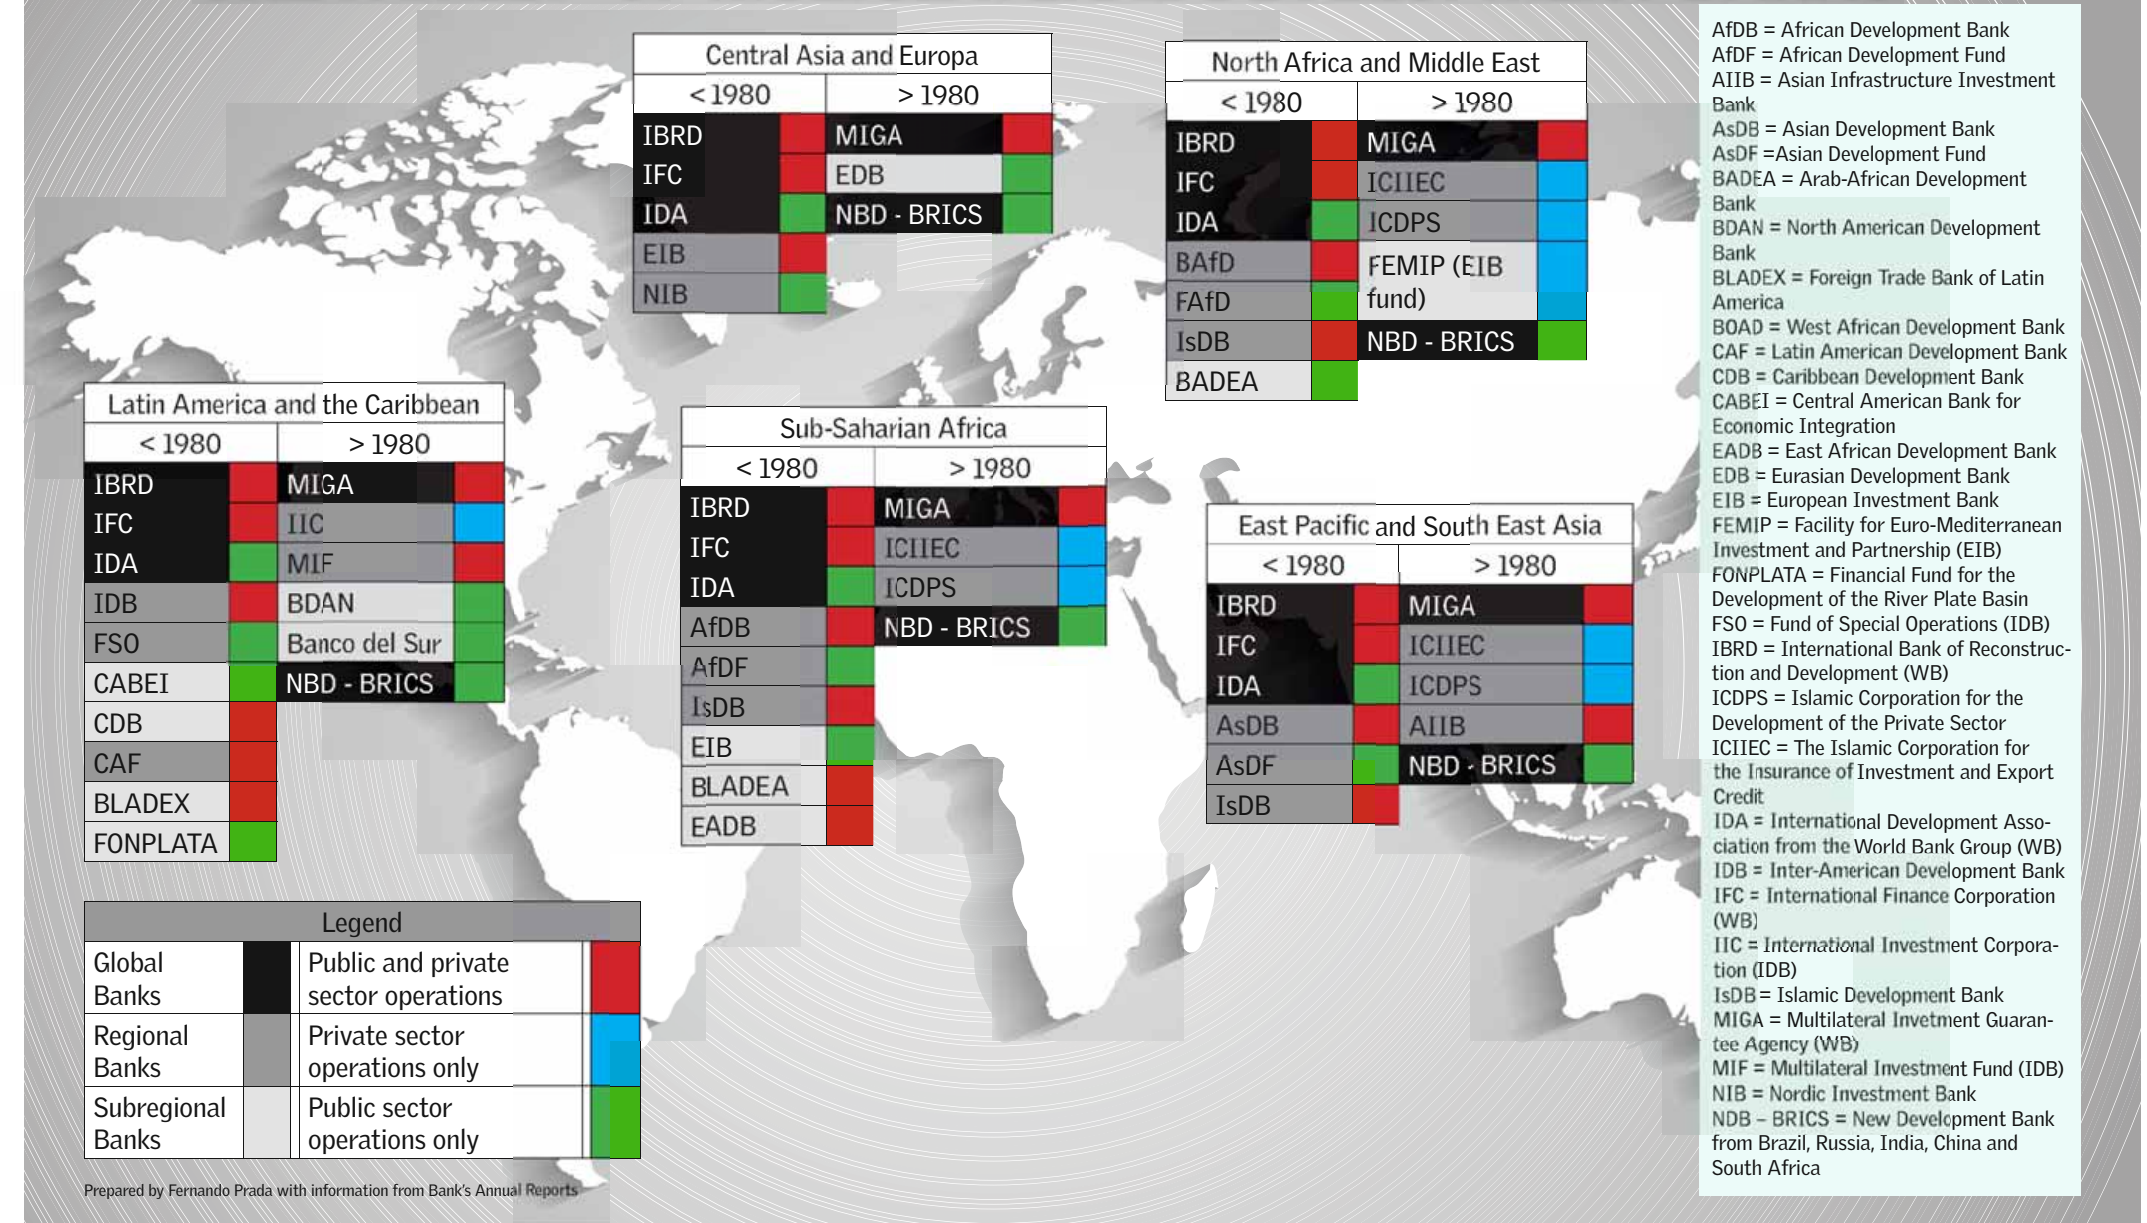 Central Asia and Europa
< 1980 > 1980
IBRD MIGA
IFC EDB
IDA NBD - BRICS
EIB
NIB
North Africa and Middle East
< 1980 > 1980
IBRD MIGA
IFC ICIIEC
IDA ICDPS
BAfD FEMIP (EIB
FAfD fund)
IsDB NBD - BRICS
BADEA
Latin America and the Caribbean
< 1980 > 1980
IBRD MIGA
IFC IIC
IDA MIF
IDB BDAN
FSO Banco del Sur
CABEI NBD - BRICS
CDB
CAF
BLADEX
FONPLATA
Sub-Saharian Africa
< 1980 > 1980
IBRD MIGA
IFC ICIIEC
IDA ICDPS
AfDB NBD - BRICS
AfDF
IsDB
EIB
BLADEA
EADB
East Pacific and South East Asia
< 1980 > 1980
IBRD MIGA
IFC ICIIEC
IDA ICDPS
AsDB AIIB
AsDF NBD - BRICS
IsDB
Legend
Global Public and private
Banks sector operations
Regional Private sector
Banks operations only
Subregional Public sector
Banks operations only
Prepared by Fernando Prada with information from Bank's Annual Reports
AfDB = African Development Bank
AfDF = African Development Fund
AIIB = Asian Infrastructure Investment
Bank
AsDB = Asian Development Bank
AsDF =Asian Development Fund
BADEA = Arab-African Development
Bank
BDAN = North American Development
Bank
BLADEX = Foreign Trade Bank of Latin
America
BOAD = West African Development Bank
CAF = Latin American Development Bank
CDB = Caribbean Development Bank
CABEI = Central American Bank for
Economic Integration
EADB = East African Development Bank
EDB = Eurasian Development Bank
EIB = European Investment Bank
FEMIP = Facility for Euro-Mediterranean
Investment and Partnership (EIB)
FONPLATA = Financial Fund for the
Development of the River Plate Basin
FSO = Fund of Special Operations (IDB)
IBRD = International Bank of Reconstruc-
tion and Development (WB)
ICDPS = Islamic Corporation for the
Development of the Private Sector
ICIIEC = The Islamic Corporation for
the Insurance of Investment and Export
Credit
IDA = International Development Asso-
ciation from the World Bank Group (WB)
IDB = Inter-American Development Bank
IFC = International Finance Corporation
(WB)
IIC = International Investment Corpora-
tion (IDB)
IsDB = Islamic Development Bank
MIGA = Multilateral Invetment Guaran-
tee Agency (WB)
MIF = Multilateral Investment Fund (IDB)
NIB = Nordic Investment Bank
NDB – BRICS = New Development Bank
from Brazil, Russia, India, China and
South Africa